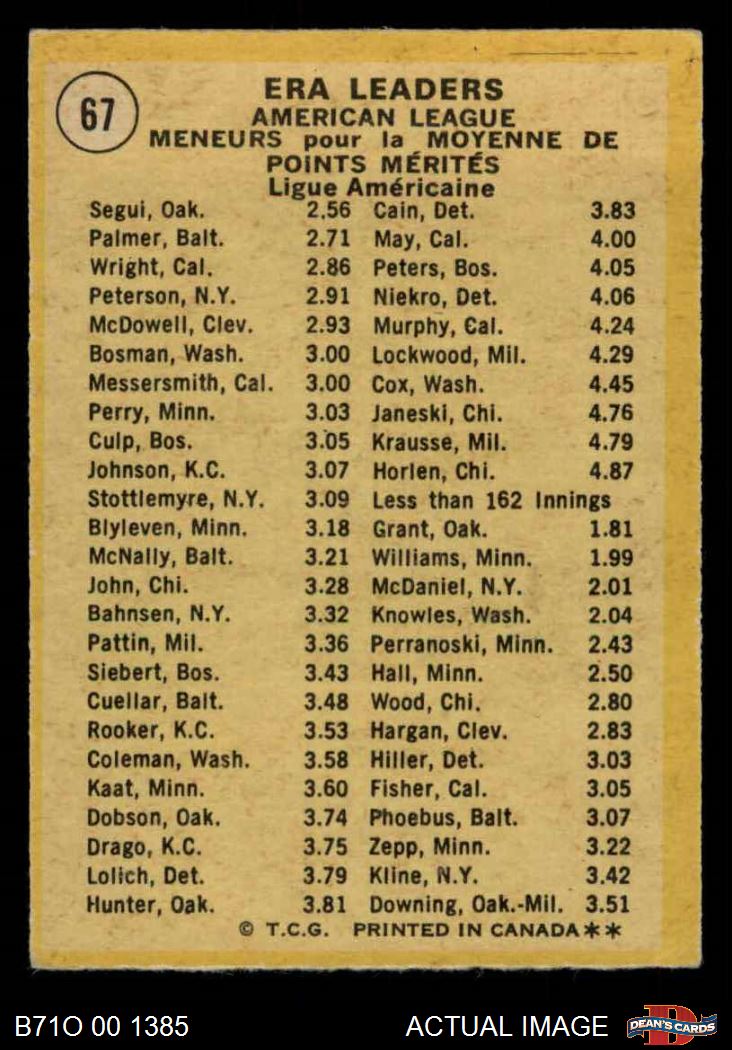 67
ERA LEADERS
AMERICAN LEAGUE
MENEURS pour la MOYENNE DE
POINTS MÉRITÉS
Ligue Américaine
Segui, Oak. 2.56 Cain, Det. 3.83
Palmer, Balt. 2.71 May, Cal. 4.00
Wright, Cal. 2.86 Peters, Bos. 4.05
Peterson, N.Y. 2.91 Niekro, Det. 4.06
McDowell, Clev. 2.93 Murphy, Cal. 4.24
Bosman, Wash. 3.00 Lockwood, Mil. 4.29
Messersmith, Cal. 3.00 Cox, Wash. 4.45
Perry, Minn. 3.03 Janeski, Chi. 4.76
Culp, Bos. 3.05 Krausse, Mil. 4.79
Johnson, K.C. 3.07 Horlen, Chi. 4.87
Stottlemyre, N.Y. 3.09 Less than 162 Innings
Blyleven, Minn. 3.18 Grant, Oak. 1.81
McNally, Balt. 3.21 Williams, Minn. 1.99
John, Chi. 3.28 McDaniel, N.Y. 2.01
Bahnsen, N.Y. 3.32 Knowles, Wash. 2.04
Pattin, Mil. 3.36 Perranoski, Minn. 2.43
Siebert, Bos. 3.43 Hall, Minn. 2.50
Cuellar, Balt. 3.48 Wood, Chi. 2.80
Rooker, K.C. 3.53 Hargan, Clev. 2.83
Coleman, Wash. 3.58 Hiller, Det. 3.03
Kaat, Minn. 3.60 Fisher, Cal. 3.05
Dobson, Oak. 3.74 Phoebus, Balt. 3.07
Drago, K.C. 3.75 Zepp, Minn. 3.22
Lolich, Det. 3.79 Kline, N.Y. 3.42
Hunter, Oak. 3.81 Downing, Oak.-Mil. 3.51
© T.C.G. PRINTED IN CANADA**
B71O 00 1385 ACTUAL IMAGE DEAN'S CARDS